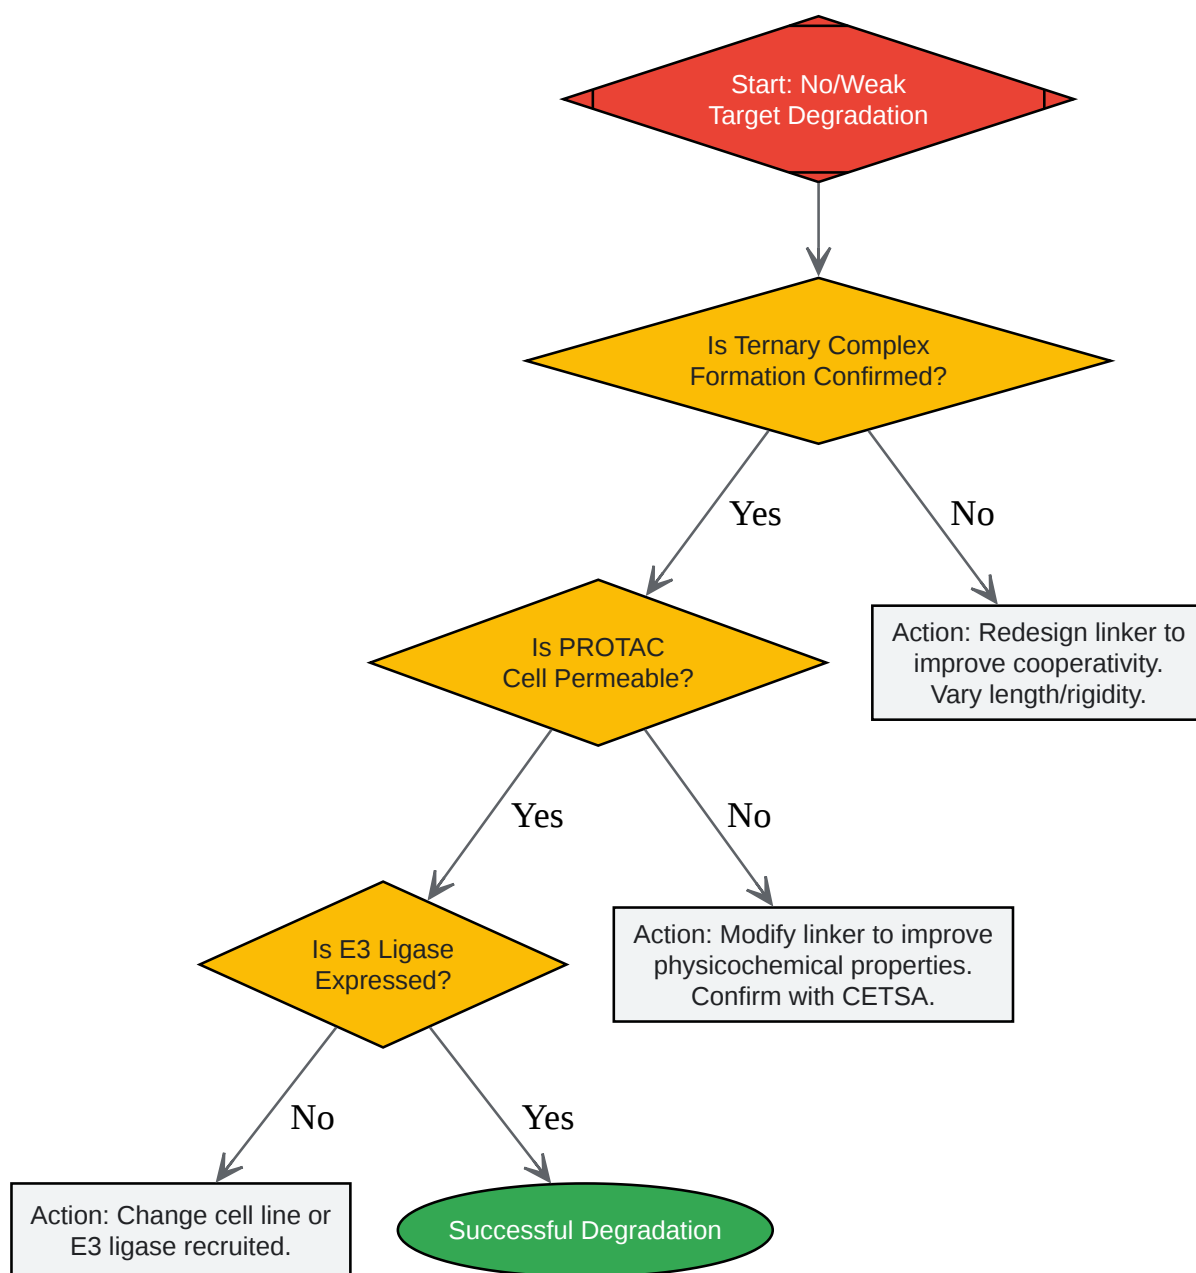 Start: No/Weak
Target Degradation
Is Ternary Complex
Formation Confirmed?
Yes
No
Is PROTAC
Cell Permeable?
Action: Redesign linker to
improve cooperativity.
Vary length/rigidity.
Yes
No
Is E3 Ligase
Expressed?
Action: Modify linker to improve
physicochemical properties.
Confirm with CETSA.
No
Yes
Action: Change cell line or
E3 ligase recruited.
Successful Degradation